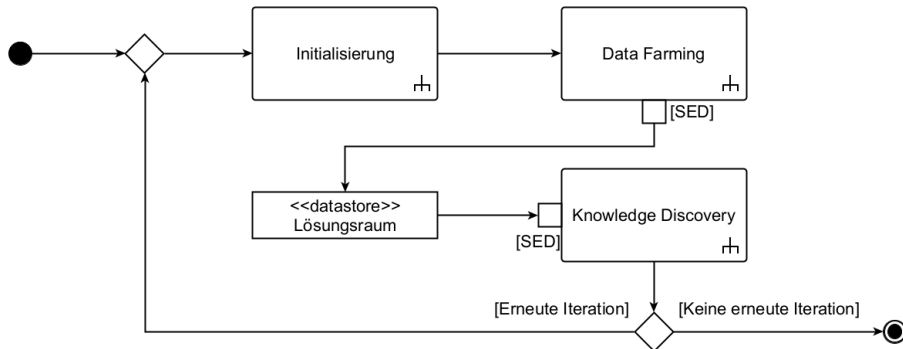 Initialisierung
Data Farming
[SED]
<<datastore>>
Lösungsraum
Knowledge Discovery
[SED]
[Erneute Iteration]
[Keine erneute Iteration]